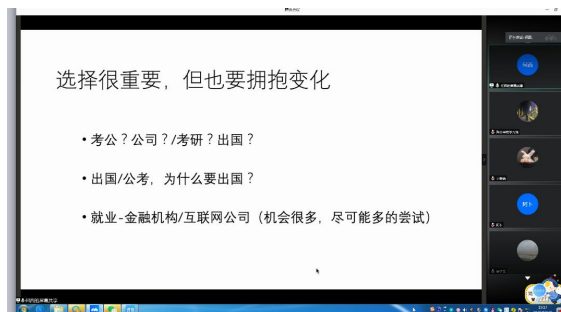 选择很重要，但也要拥抱变化
• 考公？公司？/考研？出国？
• 出国/公考，为什么要出国？
• 就业-金融机构/互联网公司（机会很多，尽可能多的尝试）